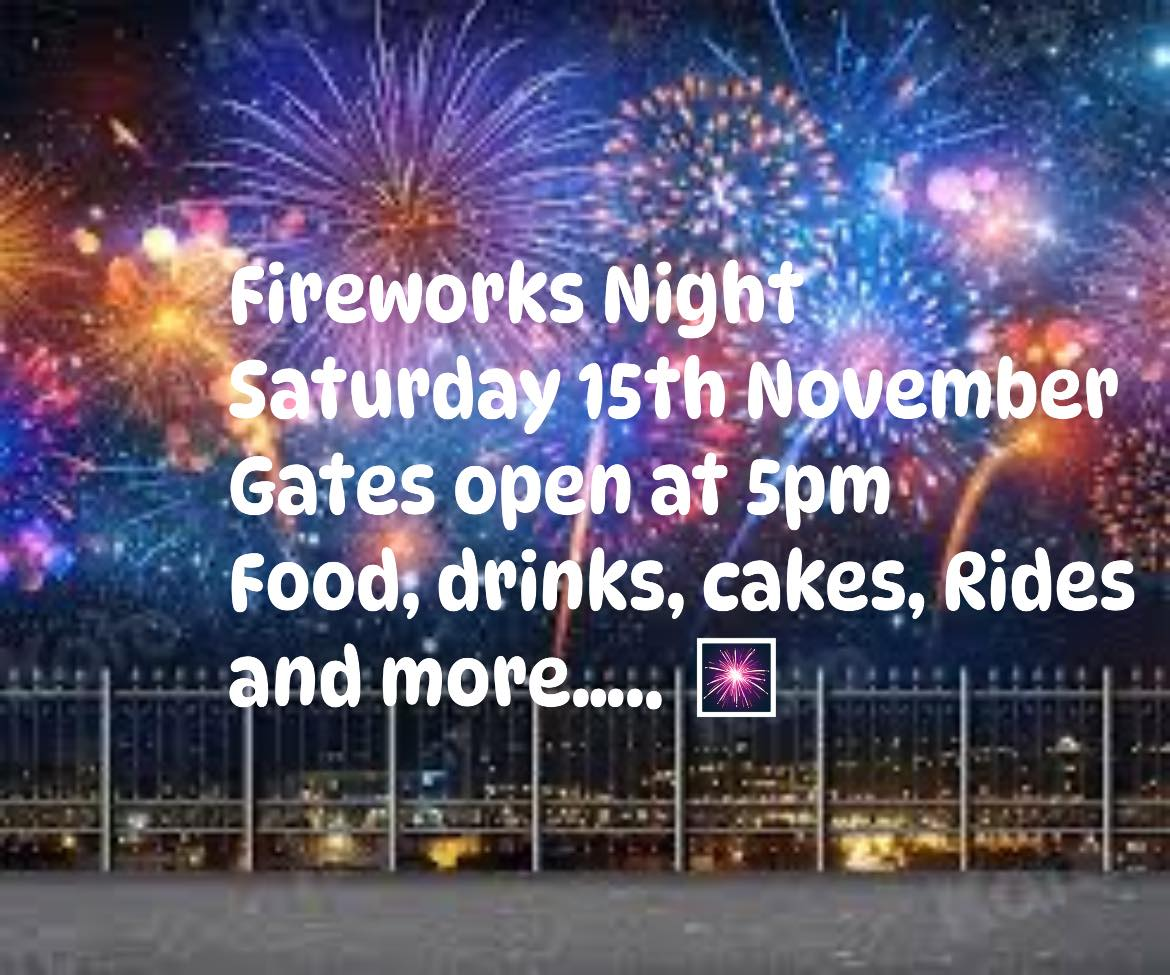 Fireworks Night
Saturday 15th November
Gates open at 5pm
Food, drinks, cakes, Rides
and more..... 🎆